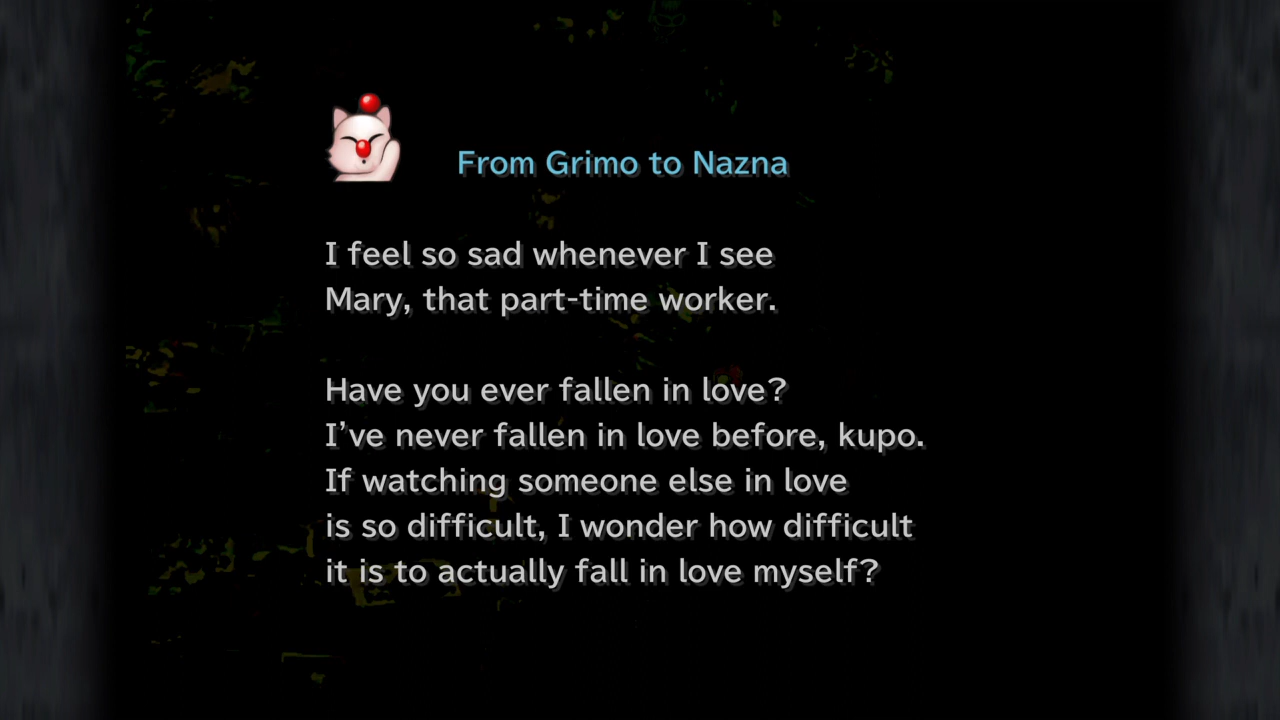 From Grimo to Nazna
I feel so sad whenever I see
Mary, that part-time worker.
Have you ever fallen in love?
I've never fallen in love before, kupo.
If watching someone else in love
is so difficult, I wonder how difficult
it is to actually fall in love myself?